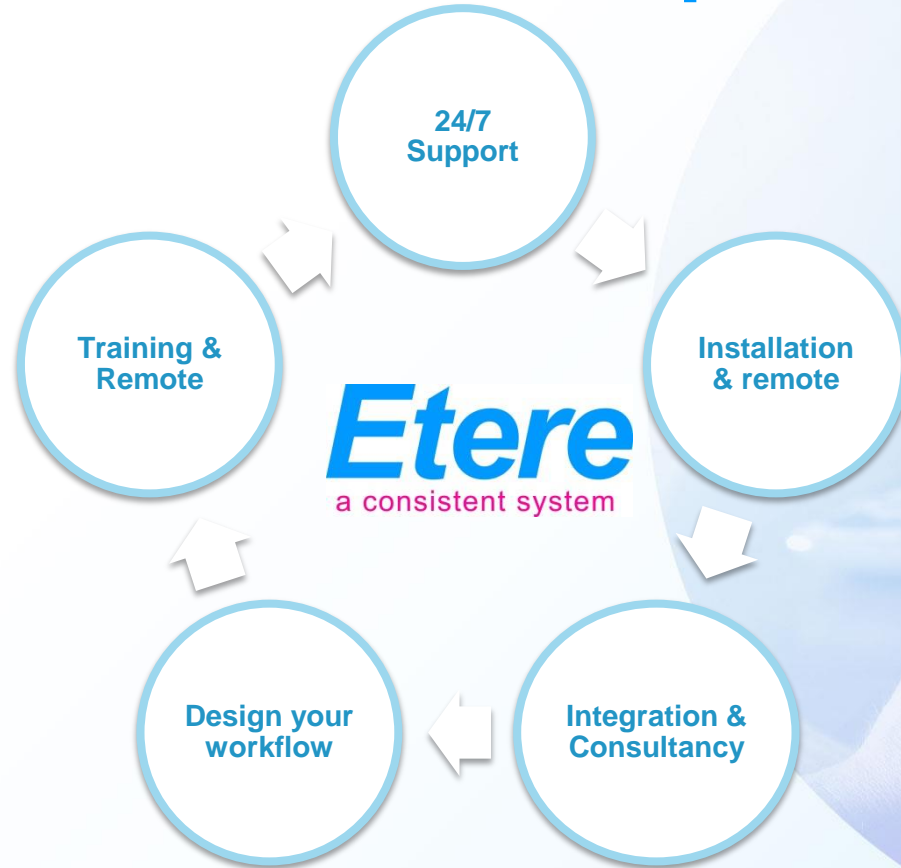 24/7
Support
Training &
Remote
Installation
& remote
Etere
a consistent system
Design your
workflow
Integration &
Consultancy